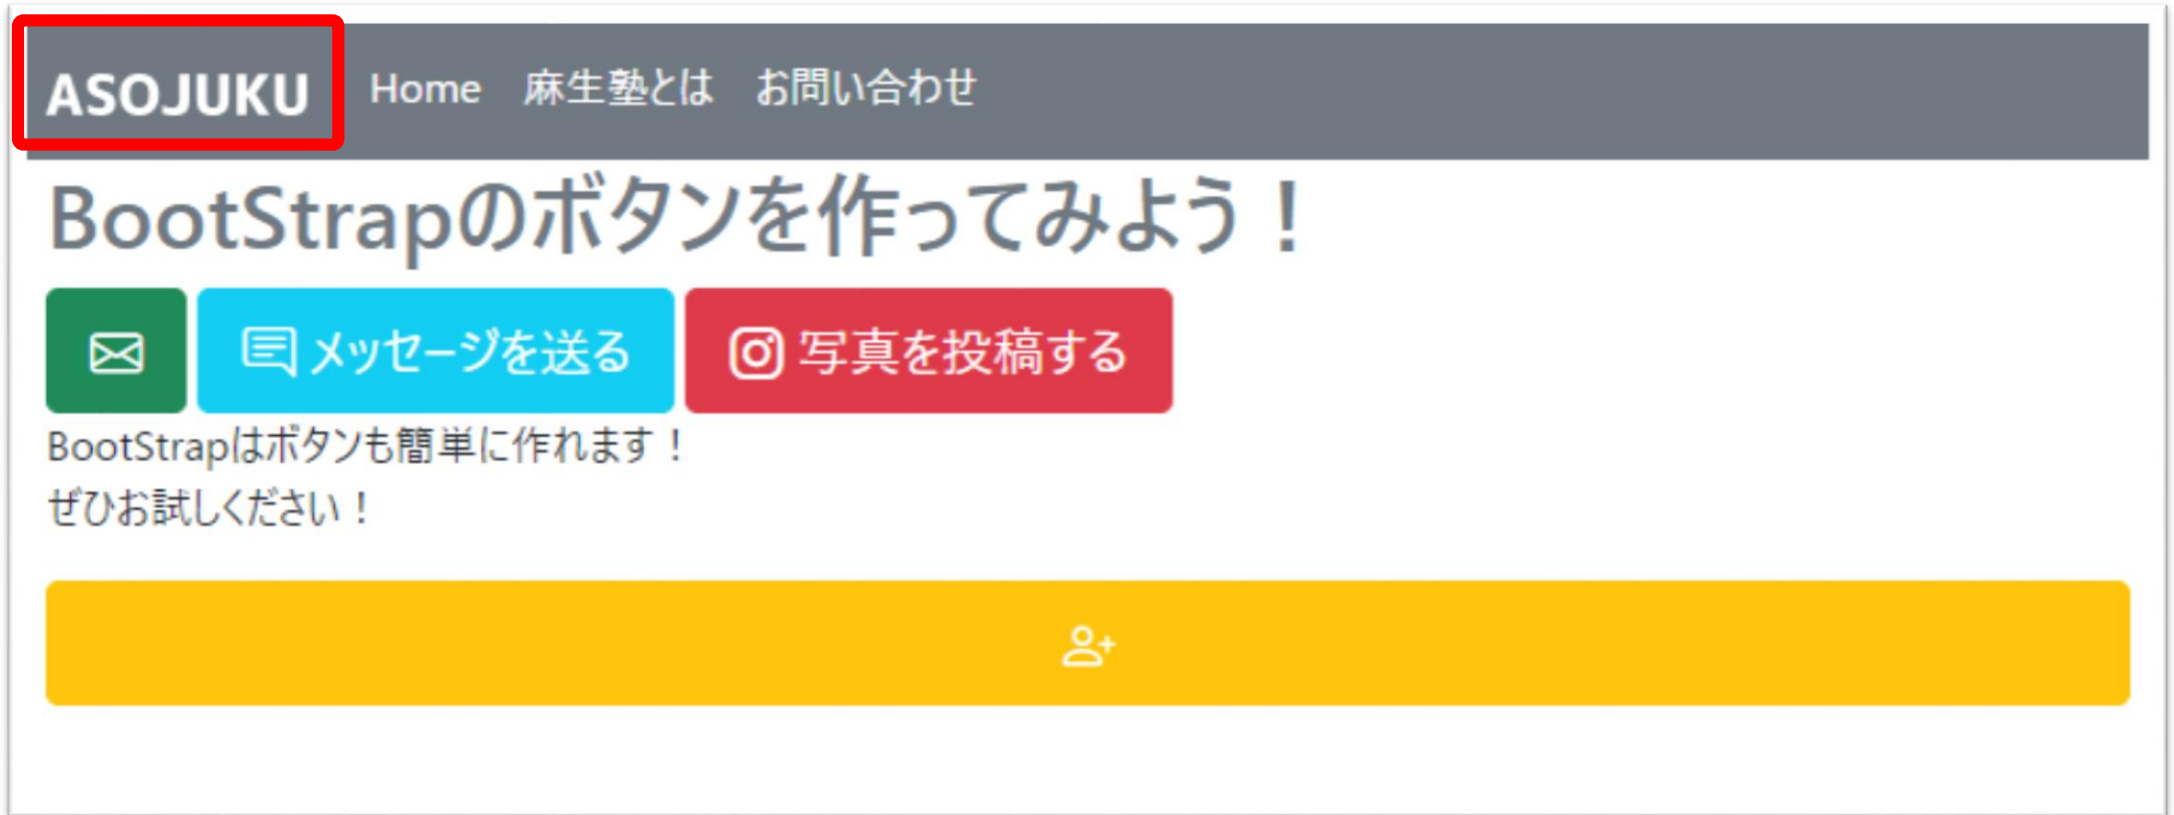 ASOJUKU Home 麻生塾とは お問い合わせ
BootStrapのボタンを作ってみよう！
メッセージを送る 写真を投稿する
BootStrapはボタンも簡単に作れます！
ぜひお試しください！